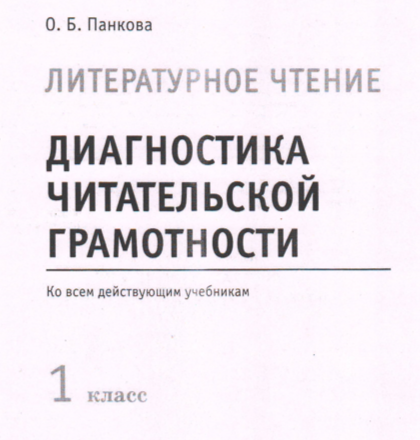 О. Б. Панкова
ЛИТЕРАТУРНОЕ ЧТЕНИЕ
ДИАГНОСТИКА
ЧИТАТЕЛЬСКОЙ
ГРАМОТНОСТИ
Ко всем действующим учебникам
1 класс